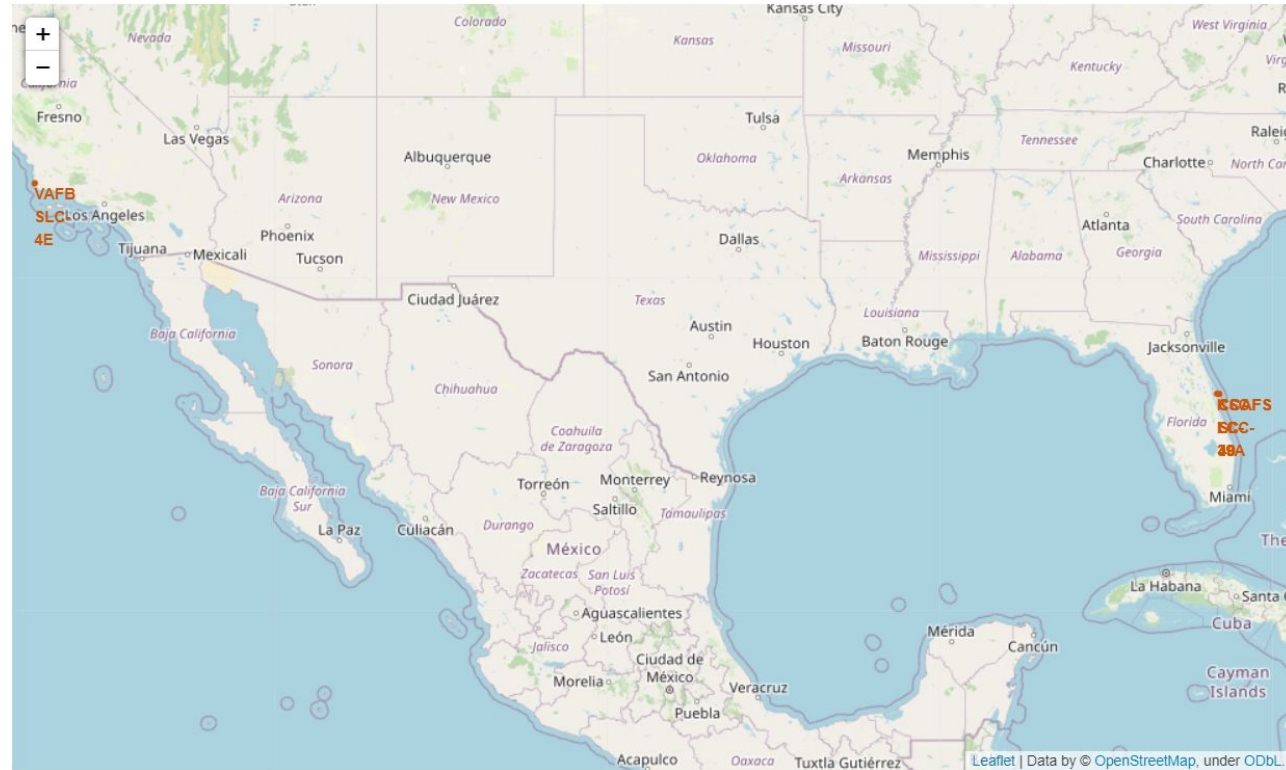 Kansas City
Nevada
Utah
Colorado
Kansas
Missouri
West Virginia
Kentucky
+
−
California
Fresno
Las Vegas
Tulsa
Tennessee
Albuquerque
Oklahoma
Memphis
Charlotte
Arkansas
VAFB
SLC-
4E
Los Angeles
Arizona
New Mexico
South Carolina
Atlanta
Phoenix
Dallas
Tijuana
Mexicali
Tucson
Mississippi
Alabama
Georgia
Ciudad Juárez
Texas
Louisiana
Baja California
Austin
Houston
Baton Rouge
Jacksonville
Sonora
San Antonio
Chihuahua
Florida
Coahuila
de Zaragoza
Torreón
Monterrey
Reynosa
Baja California
Sur
Saltillo
Miami
La Paz
Culiacán
Durango
Tamaulipas
México
The
Zacatecas
San Luis
Potosí
La Habana
Santa
Aguascalientes
Cuba
León
Mérida
Jalisco
Cancún
Ciudad de
México
Cayman
Islands
Morelia
Veracruz
Puebla
Acapulco
Oaxaca
Tuxtla Gutiérrez
Leaflet | Data by © OpenStreetMap, under ODbL.